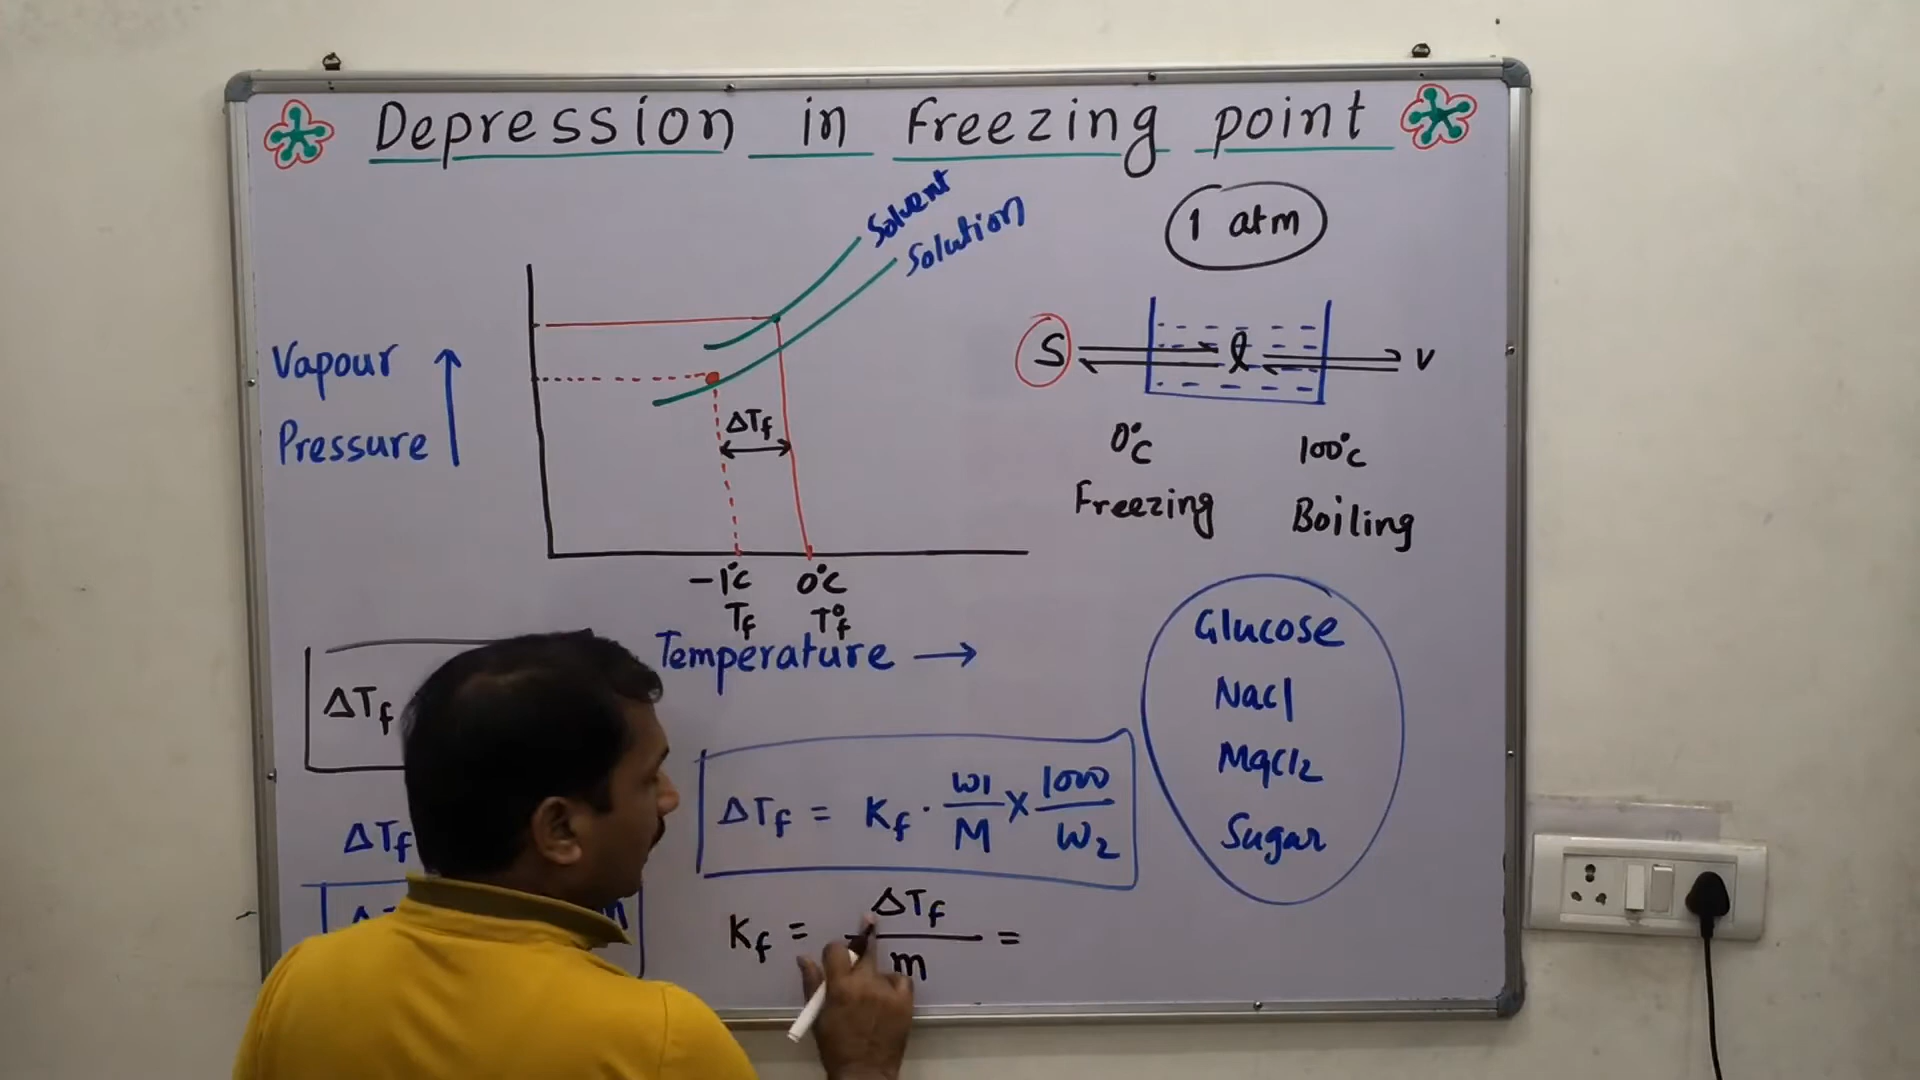 Depression in Freezing point
Solvent
Solution
1 atm
Vapour
Pressure
ΔTf
S l v
0°C 100°C
Freezing Boiling
-1°C 0°C
Tf T°f
Temperature →
Glucose
Nacl
Mgcl2
Sugar
ΔTf
ΔTf
ΔTf = Kf · w1/M × 1000/W2
Kf = ΔTf/m =
m